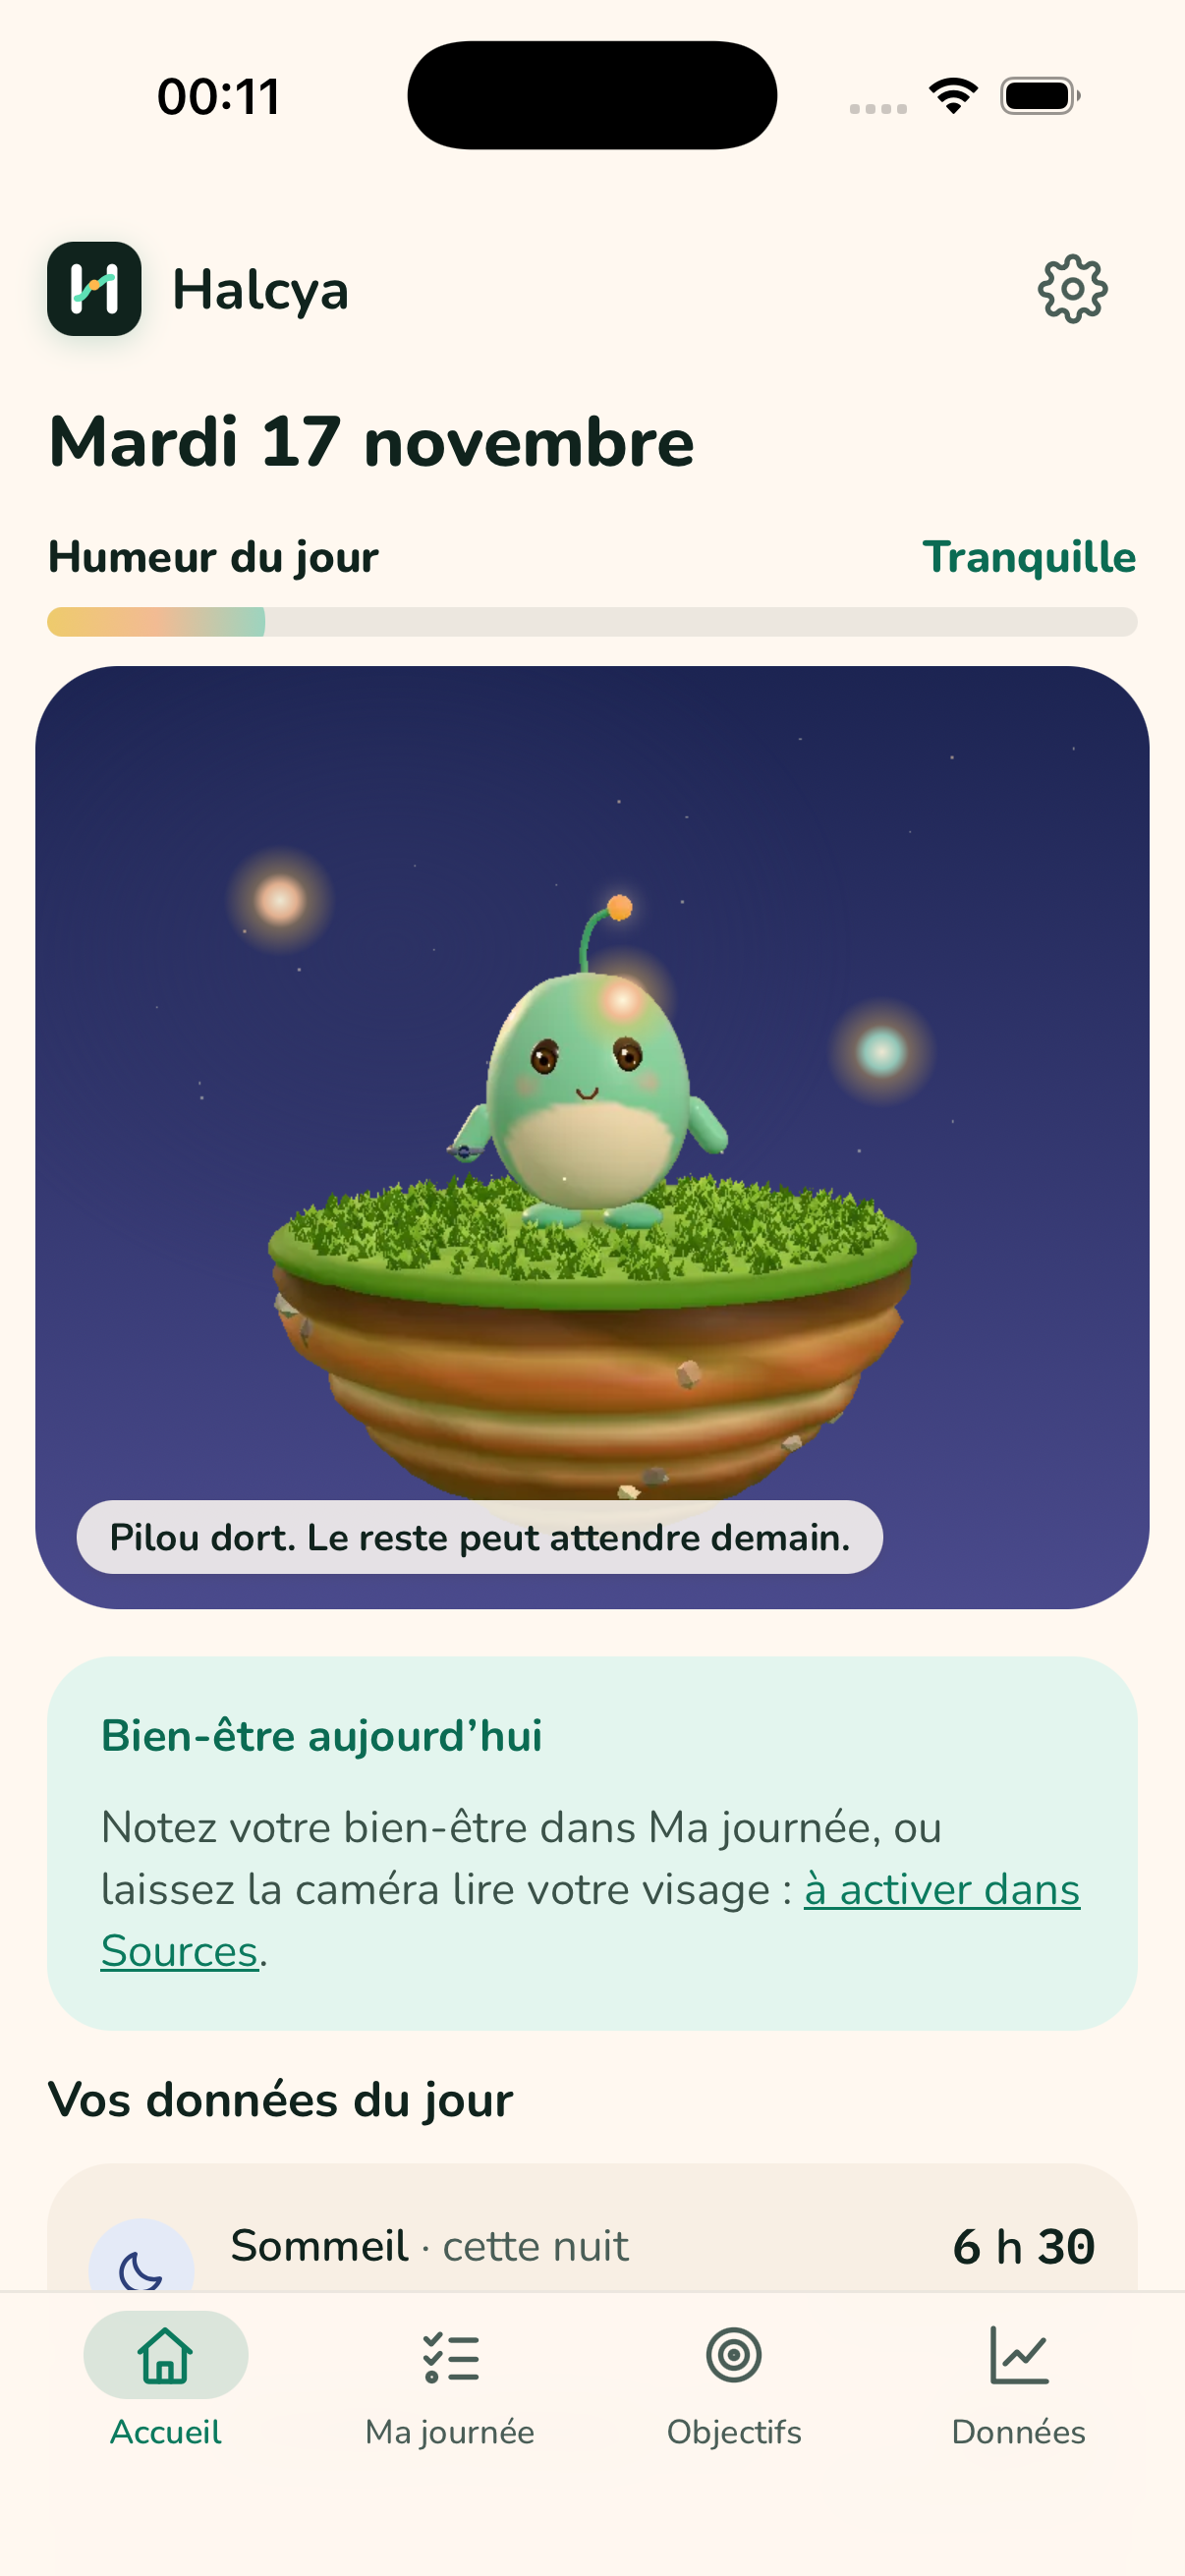 00:11
Halcya
Mardi 17 novembre
Humeur du jour
Tranquille
Pilou dort. Le reste peut attendre demain.
Bien-être aujourd’hui
Notez votre bien-être dans Ma journée, ou
laissez la caméra lire votre visage : à activer dans
Sources.
Vos données du jour
Sommeil · cette nuit
6 h 30
Accueil
Ma journée
Objectifs
Données